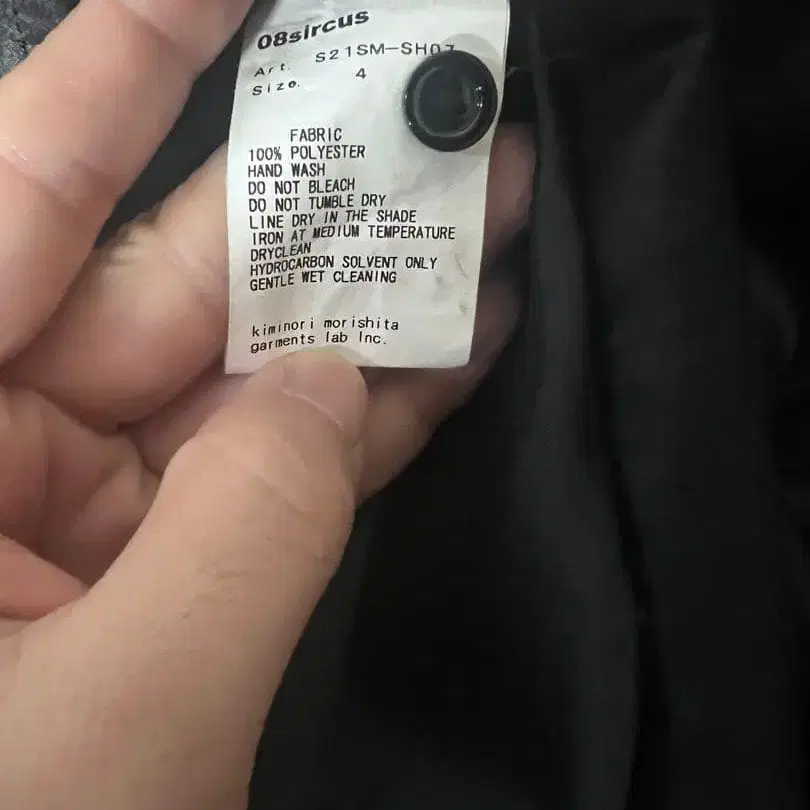 08sircus
Art. S21SM-SH07
Size. 4
FABRIC
100% POLYESTER
HAND WASH
DO NOT BLEACH
DO NOT TUMBLE DRY
LINE DRY IN THE SHADE
IRON AT MEDIUM TEMPERATURE
DRYCLEAN
HYDROCARBON SOLVENT ONLY
GENTLE WET CLEANING
kiminori morishita
garments lab Inc.